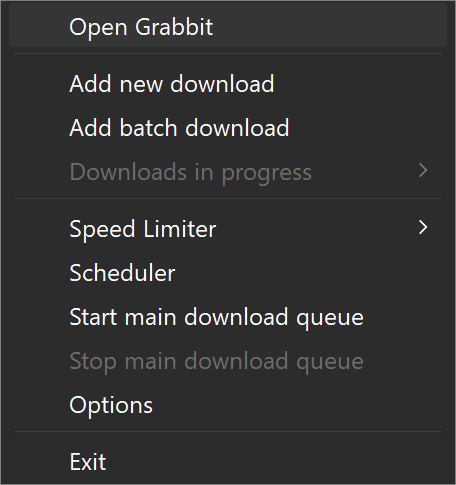 Open Grabbit
Add new download
Add batch download
Downloads in progress
Speed Limiter
Scheduler
Start main download queue
Stop main download queue
Options
Exit